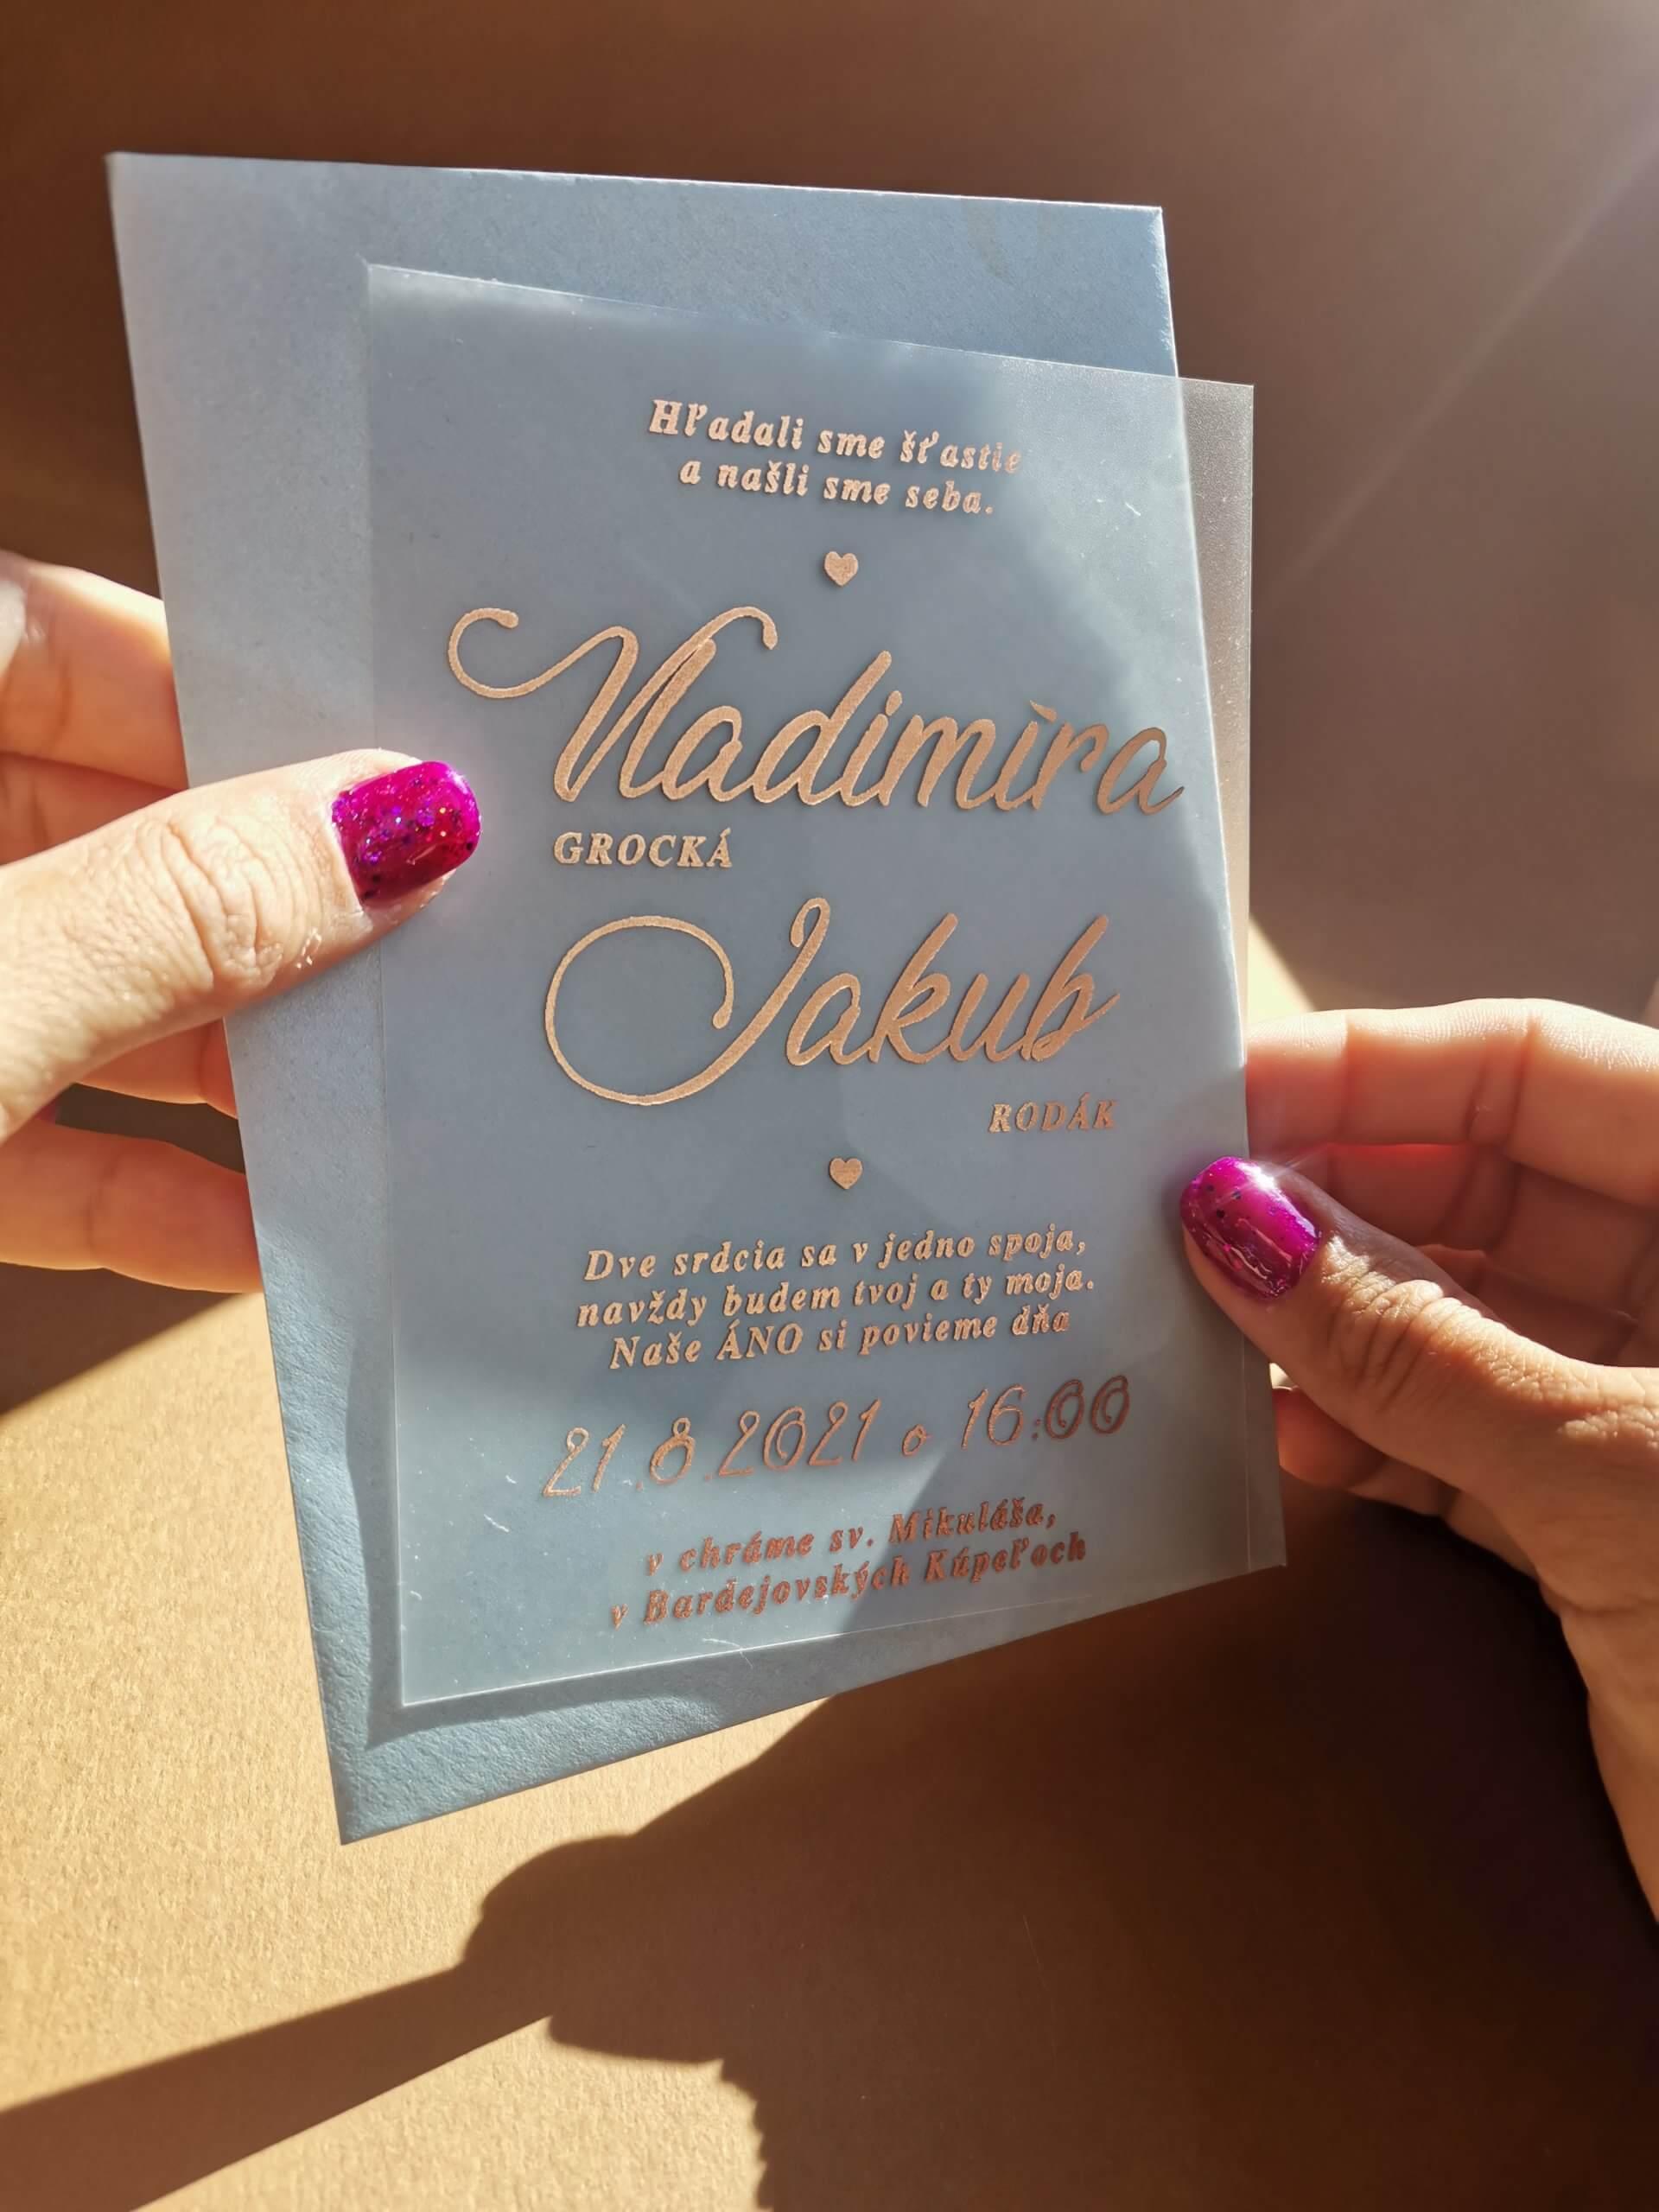 Hľadali sme šťastie
a našli sme seba.
Vladimìra
GROCKÁ
Jakub
RODÁK
Dve srdcia sa v jedno spoja,
navždy budem tvoj a ty moja.
Naše ÁNO si povieme dňa
21.8.2021 o 16:00
v chráme sv. Mikuláša,
v Bardejovských Kúpeľoch